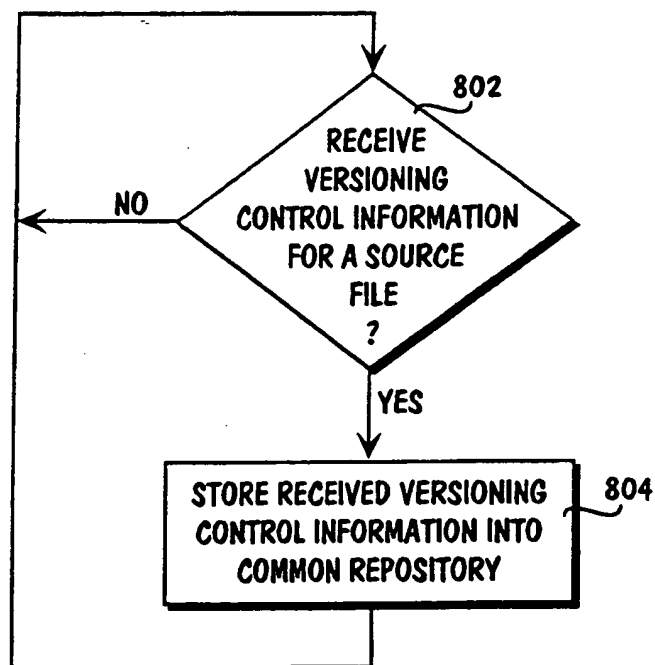 802
RECEIVE
VERSIONING
CONTROL INFORMATION
FOR A SOURCE
FILE
?
NO
YES
STORE RECEIVED VERSIONING
CONTROL INFORMATION INTO
COMMON REPOSITORY
804